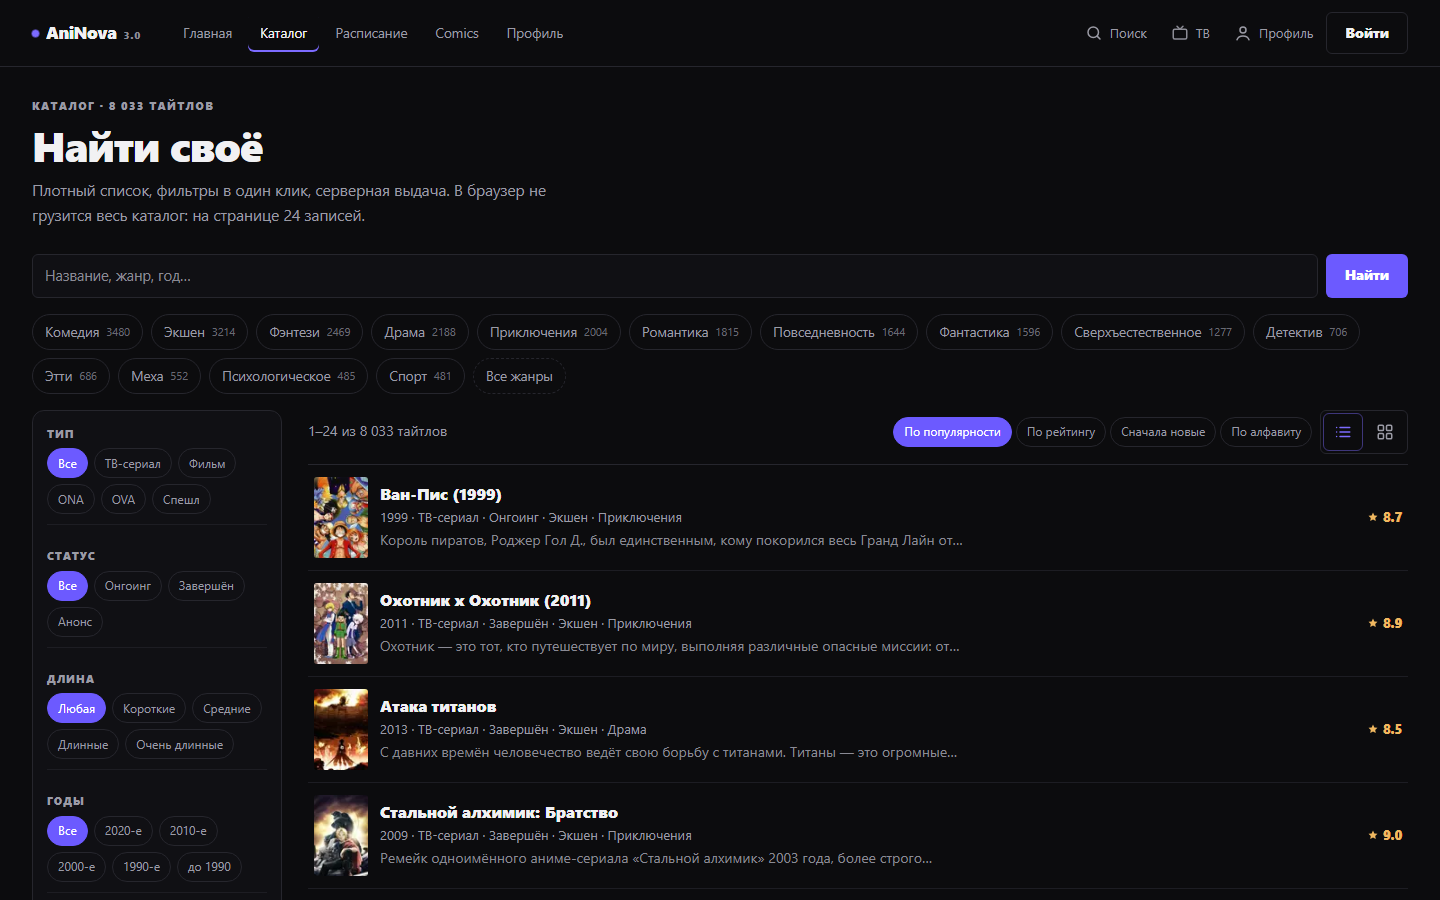 AniNova 3.0
Главная Каталог Расписание Comics Профиль
Поиск ТВ Профиль Войти
КАТАЛОГ · 8 033 ТАЙТЛОВ
Найти своё
Плотный список, фильтры в один клик, серверная выдача. В браузер не
грузится весь каталог: на странице 24 записей.
Название, жанр, год...
Найти
Комедия 3480 Экшен 3214 Фэнтези 2469 Драма 2188 Приключения 2004 Романтика 1815 Повседневность 1644 Фантастика 1596 Сверхъестественное 1277 Детектив 706
Этти 686 Меха 552 Психологическое 485 Спорт 481 Все жанры
ТИП
Все ТВ-сериал Фильм
ONA OVA Спешл
СТАТУС
Все Онгоинг Завершён
Анонс
ДЛИНА
Любая Короткие Средние
Длинные Очень длинные
ГОДЫ
Все 2020-е 2010-е
2000-е 1990-е до 1990
1–24 из 8 033 тайтлов
По популярности По рейтингу Сначала новые По алфавиту
Ван-Пис (1999)
1999 · ТВ-сериал · Онгоинг · Экшен · Приключения
Король пиратов, Роджер Гол Д., был единственным, кому покорился весь Гранд Лайн от...
★ 8.7
Охотник х Охотник (2011)
2011 · ТВ-сериал · Завершён · Экшен · Приключения
Охотник — это тот, кто путешествует по миру, выполняя различные опасные миссии: от...
★ 8.9
Атака титанов
2013 · ТВ-сериал · Завершён · Экшен · Драма
С давних времён человечество ведёт свою борьбу с титанами. Титаны — это огромные...
★ 8.5
Стальной алхимик: Братство
2009 · ТВ-сериал · Завершён · Экшен · Приключения
Ремейк одноимённого аниме-сериала «Стальной алхимик» 2003 года, более строго...
★ 9.0